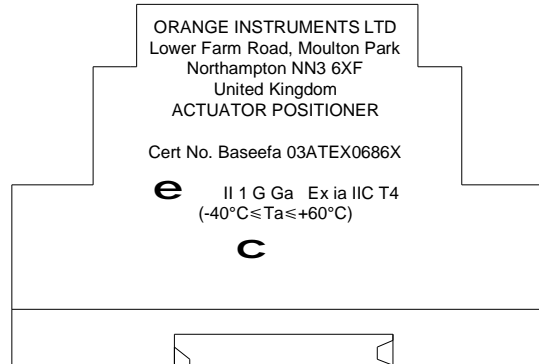 ORANGE INSTRUMENTS LTD
Lower Farm Road, Moulton Park
Northampton NN3 6XF
United Kingdom
ACTUATOR POSITIONER
Cert No. Baseefa 03ATEX0686X
e II 1 G Ga Ex ia IIC T4
(-40°C≤Ta≤+60°C)
c